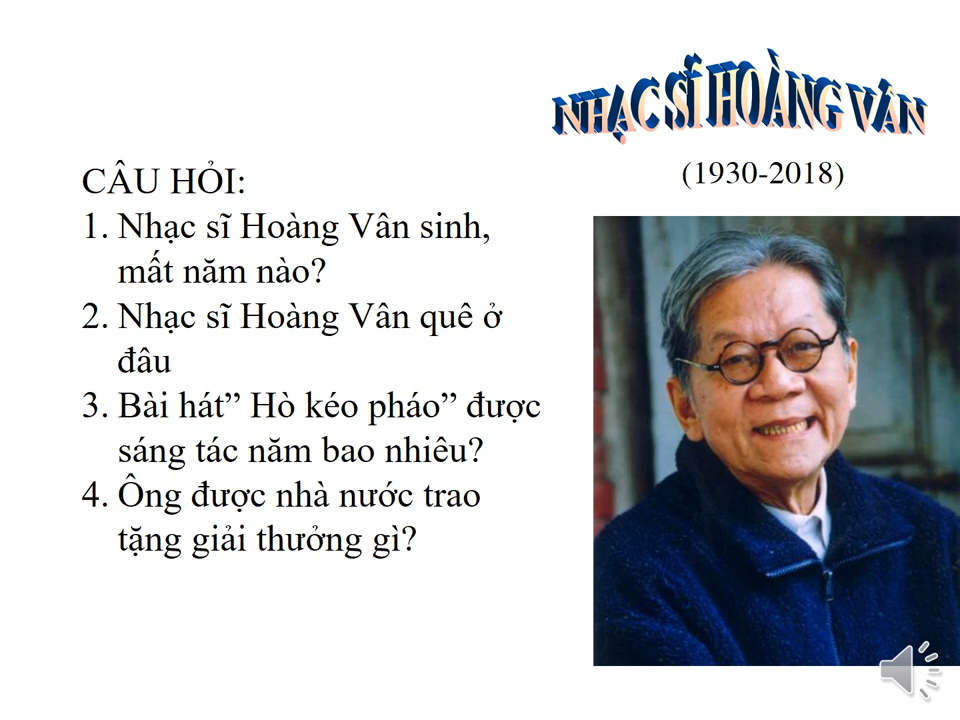 NHẠC SĨ HOÀNG VÂN
(1930-2018)
CÂU HỎI:
1. Nhạc sĩ Hoàng Vân sinh,
mất năm nào?
2. Nhạc sĩ Hoàng Vân quê ở
đâu
3. Bài hát” Hò kéo pháo” được
sáng tác năm bao nhiêu?
4. Ông được nhà nước trao
tặng giải thưởng gì?